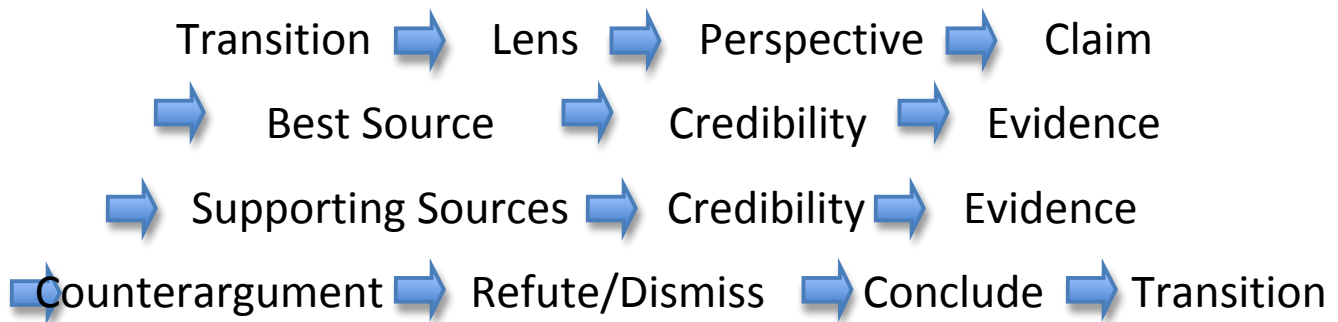 Transition Lens Perspective Claim
Best Source Credibility Evidence
Supporting Sources Credibility Evidence
Counterargument Refute/Dismiss Conclude Transition